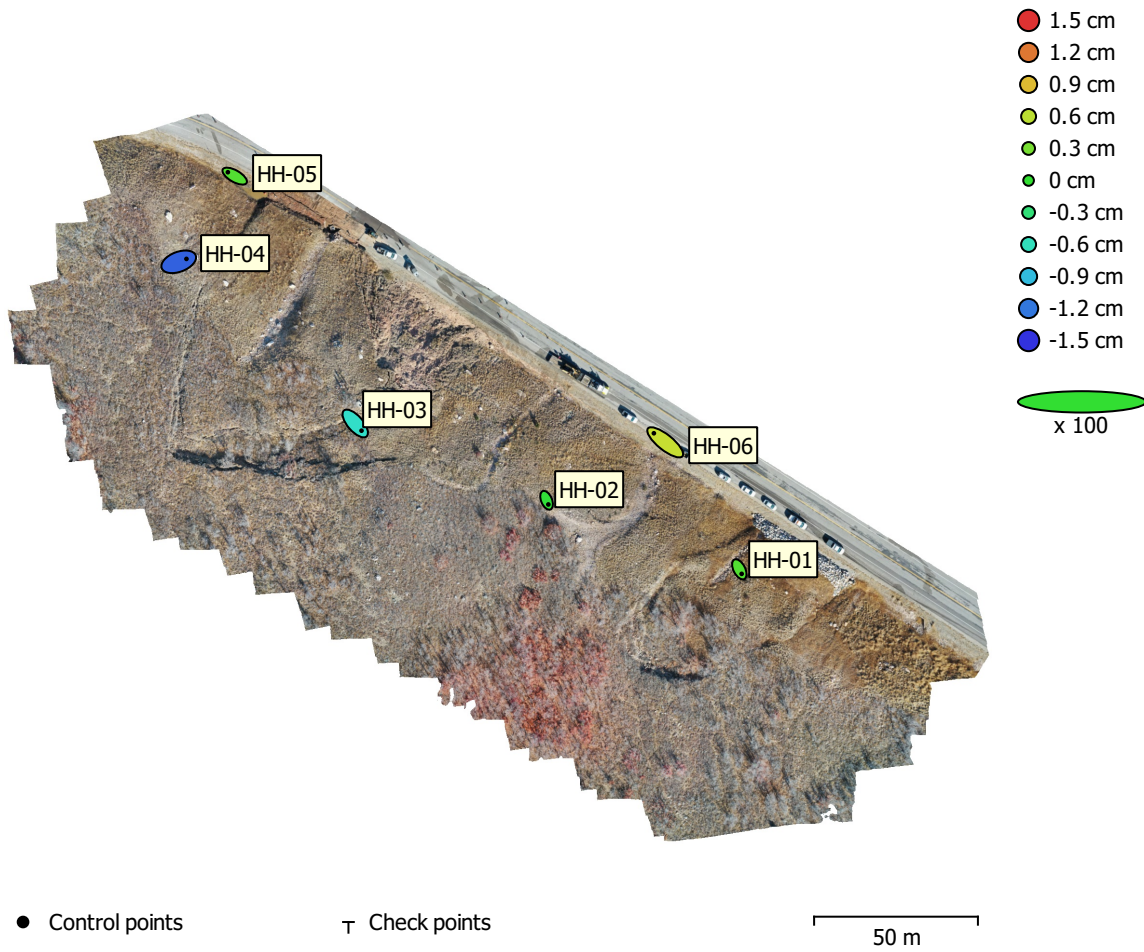 1.5 cm
1.2 cm
0.9 cm
0.6 cm
0.3 cm
0 cm
-0.3 cm
-0.6 cm
-0.9 cm
-1.2 cm
-1.5 cm
x 100
HH-05
HH-04
HH-03
HH-06
HH-02
HH-01
Control points
Check points
50 m